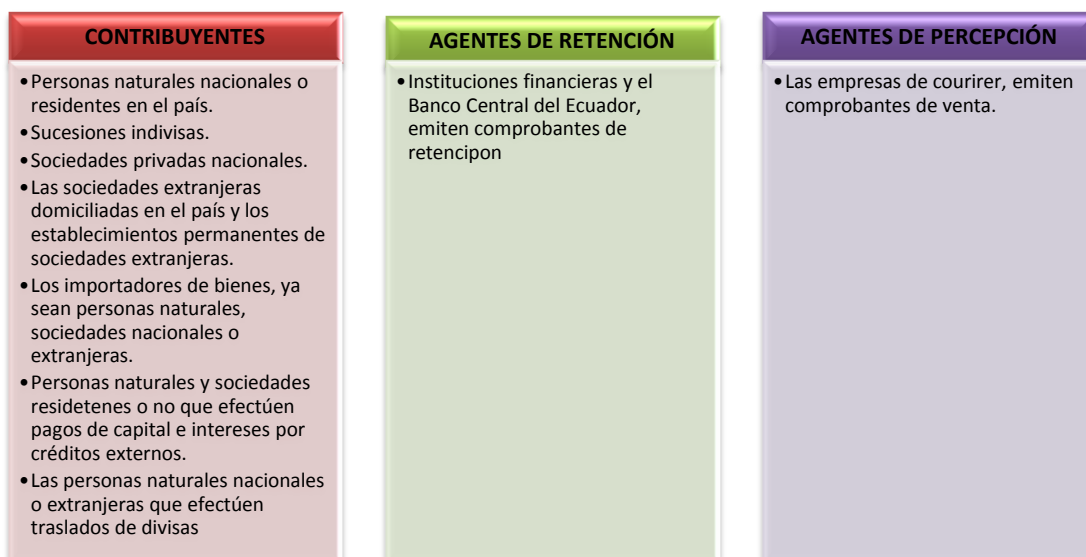 CONTRIBUYENTES
•Personas naturales nacionales o
residentes en el país.
•Sucesiones indivisas.
•Sociedades privadas nacionales.
•Las sociedades extranjeras
domiciliadas en el país y los
establecimientos permanentes de
sociedades extranjeras.
•Los importadores de bienes, ya
sean personas naturales,
sociedades nacionales o
extranjeras.
•Personas naturales y sociedades
residetenes o no que efectúen
pagos de capital e intereses por
créditos externos.
•Las personas naturales nacionales
o extranjeras que efectúen
traslados de divisas
AGENTES DE RETENCIÓN
•Instituciones financieras y el
Banco Central del Ecuador,
emiten comprobantes de
retencipon
AGENTES DE PERCEPCIÓN
•Las empresas de courirer, emiten
comprobantes de venta.